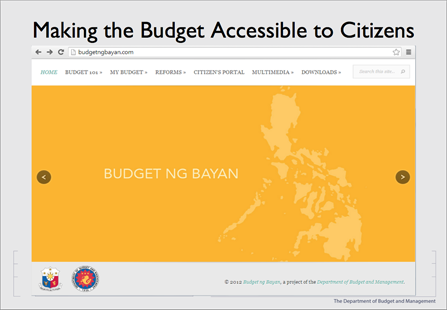 Making the Budget Accessible to Citizens
budgetngbayan.com
HOME BUDGET 101 » MY BUDGET » REFORMS » CITIZEN'S PORTAL MULTIMEDIA » DOWNLOADS » Search this site...
BUDGET NG BAYAN
© 2012 Budget ng Bayan, a project of the Department of Budget and Management.
The Department of Budget and Management